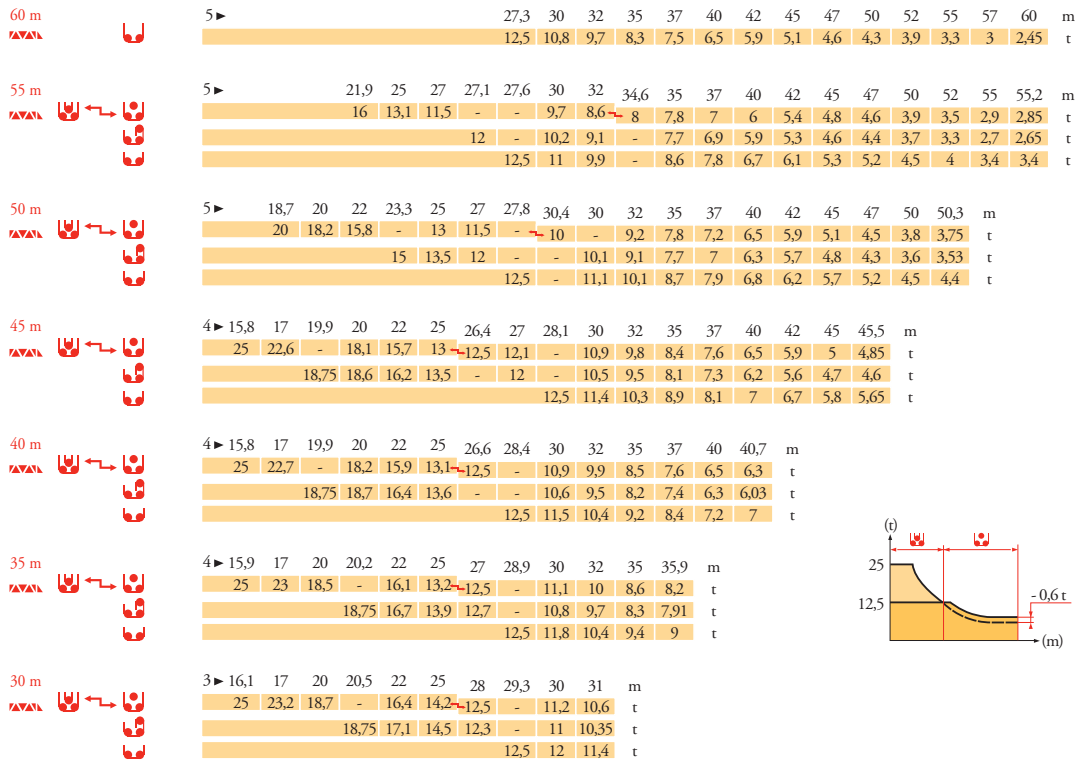 60 m 5 ► 27,3 30 32 35 37 40 42 45 47 50 52 55 57 60 m
12,5 10,8 9,7 8,3 7,5 6,5 5,9 5,1 4,6 4,3 3,9 3,3 3 2,45 t
55 m 5 ► 21,9 25 27 27,1 27,6 30 32 34,6 35 37 40 42 45 47 50 52 55 55,2 m
16 13,1 11,5 - - 9,7 8,6 8 7,8 7 6 5,4 4,8 4,6 3,9 3,5 2,9 2,85 t
12 - 10,2 9,1 - 7,7 6,9 5,9 5,3 4,6 4,4 3,7 3,3 2,7 2,65 t
12,5 11 9,9 - 8,6 7,8 6,7 6,1 5,3 5,2 4,5 4 3,4 3,4 t
50 m 5 ► 18,7 20 22 23,3 25 27 27,8 30,4 30 32 35 37 40 42 45 47 50 50,3 m
20 18,2 15,8 - 13 11,5 - 10 - 9,2 7,8 7,2 6,5 5,9 5,1 4,5 3,8 3,75 t
15 13,5 12 - - 10,1 9,1 7,7 7 6,3 5,7 4,8 4,3 3,6 3,53 t
12,5 - 11,1 10,1 8,7 7,9 6,8 6,2 5,7 5,2 4,5 4,4 t
45 m 4 ► 15,8 17 19,9 20 22 25 26,4 27 28,1 30 32 35 37 40 42 45 45,5 m
25 22,6 - 18,1 15,7 13 12,5 12,1 - 10,9 9,8 8,4 7,6 6,5 5,9 5 4,85 t
18,75 18,6 16,2 13,5 - 12 - 10,5 9,5 8,1 7,3 6,2 5,6 4,7 4,6 t
12,5 11,4 10,3 8,9 8,1 7 6,7 5,8 5,65 t
40 m 4 ► 15,8 17 19,9 20 22 25 26,6 28,4 30 32 35 37 40 40,7 m
25 22,7 - 18,2 15,9 13,1 12,5 - 10,9 9,9 8,5 7,6 6,5 6,3 t
18,75 18,7 16,4 13,6 - - 10,6 9,5 8,2 7,4 6,3 6,03 t
12,5 11,5 10,4 9,2 8,4 7,2 7 t
35 m 4 ► 15,9 17 20 20,2 22 25 27 28,9 30 32 35 35,9 m
25 23 18,5 - 16,1 13,2 12,5 - 11,1 10 8,6 8,2 t
18,75 16,7 13,9 12,7 - 10,8 9,7 8,3 7,91 t
12,5 11,8 10,4 9,4 9 t
(t)
25
12,5
- 0,6 t
(m)
30 m 3 ► 16,1 17 20 20,5 22 25 28 29,3 30 31 m
25 23,2 18,7 - 16,4 14,2 12,5 - 11,2 10,6 t
18,75 17,1 14,5 12,3 - 11 10,35 t
12,5 12 11,4 t